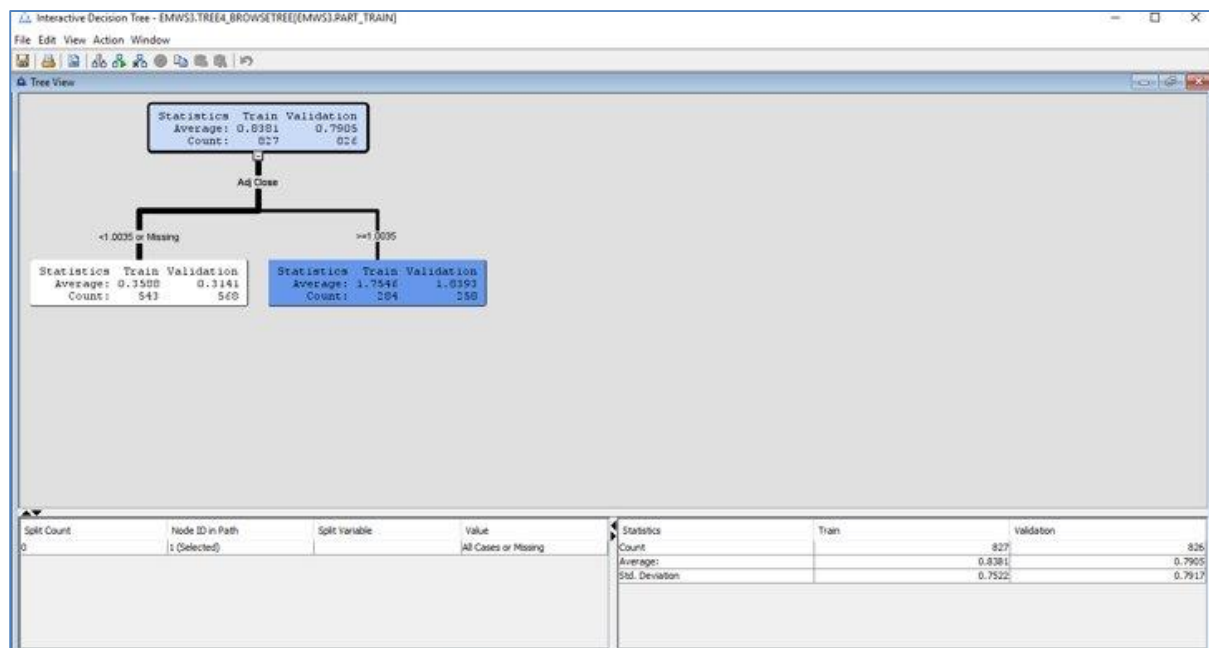 Interactive Decision Tree - EMWS3.TREE4_BROWSETREE[EMWS3.PART_TRAIN]
File Edit View Action Window
Tree View
Statistics Train Validation
Average: 0.8381 0.7905
Count: 827 826
Adj Close
<1.0035 or Missing >=1.0035
Statistics Train Validation Statistics Train Validation
Average: 0.3588 0.3141 Average: 1.7546 1.8393
Count: 543 568 Count: 284 258
Split Count Node ID in Path Split Variable Value Statistics Train Validation
0 1 (Selected) All Cases or Missing Count 827 826
Average: 0.8381 0.7905
Std. Deviation 0.7522 0.7917